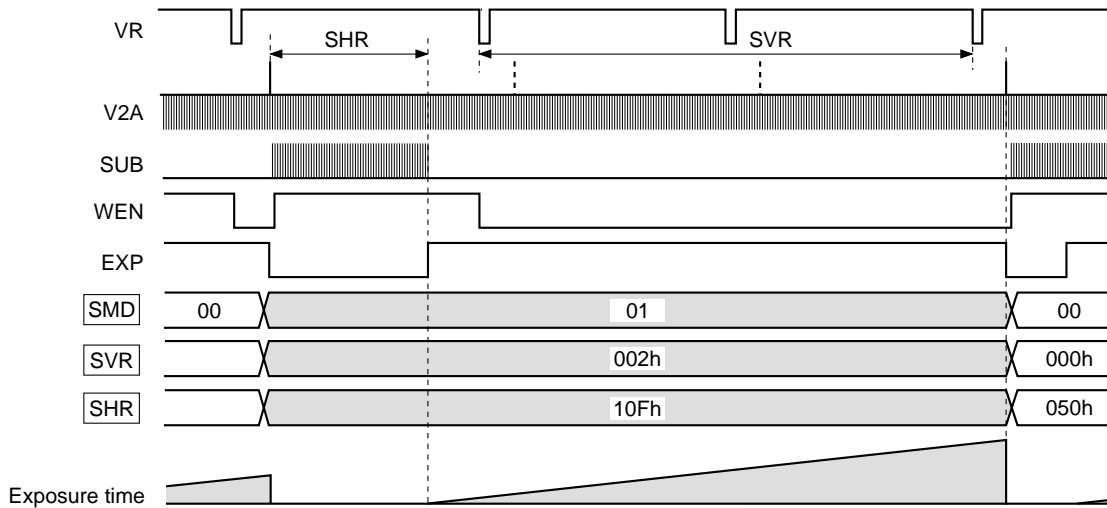 VR
SHR
SVR
V2A
SUB
WEN
EXP
SMD 00 01 00
SVR 002h 000h
SHR 10Fh 050h
Exposure time